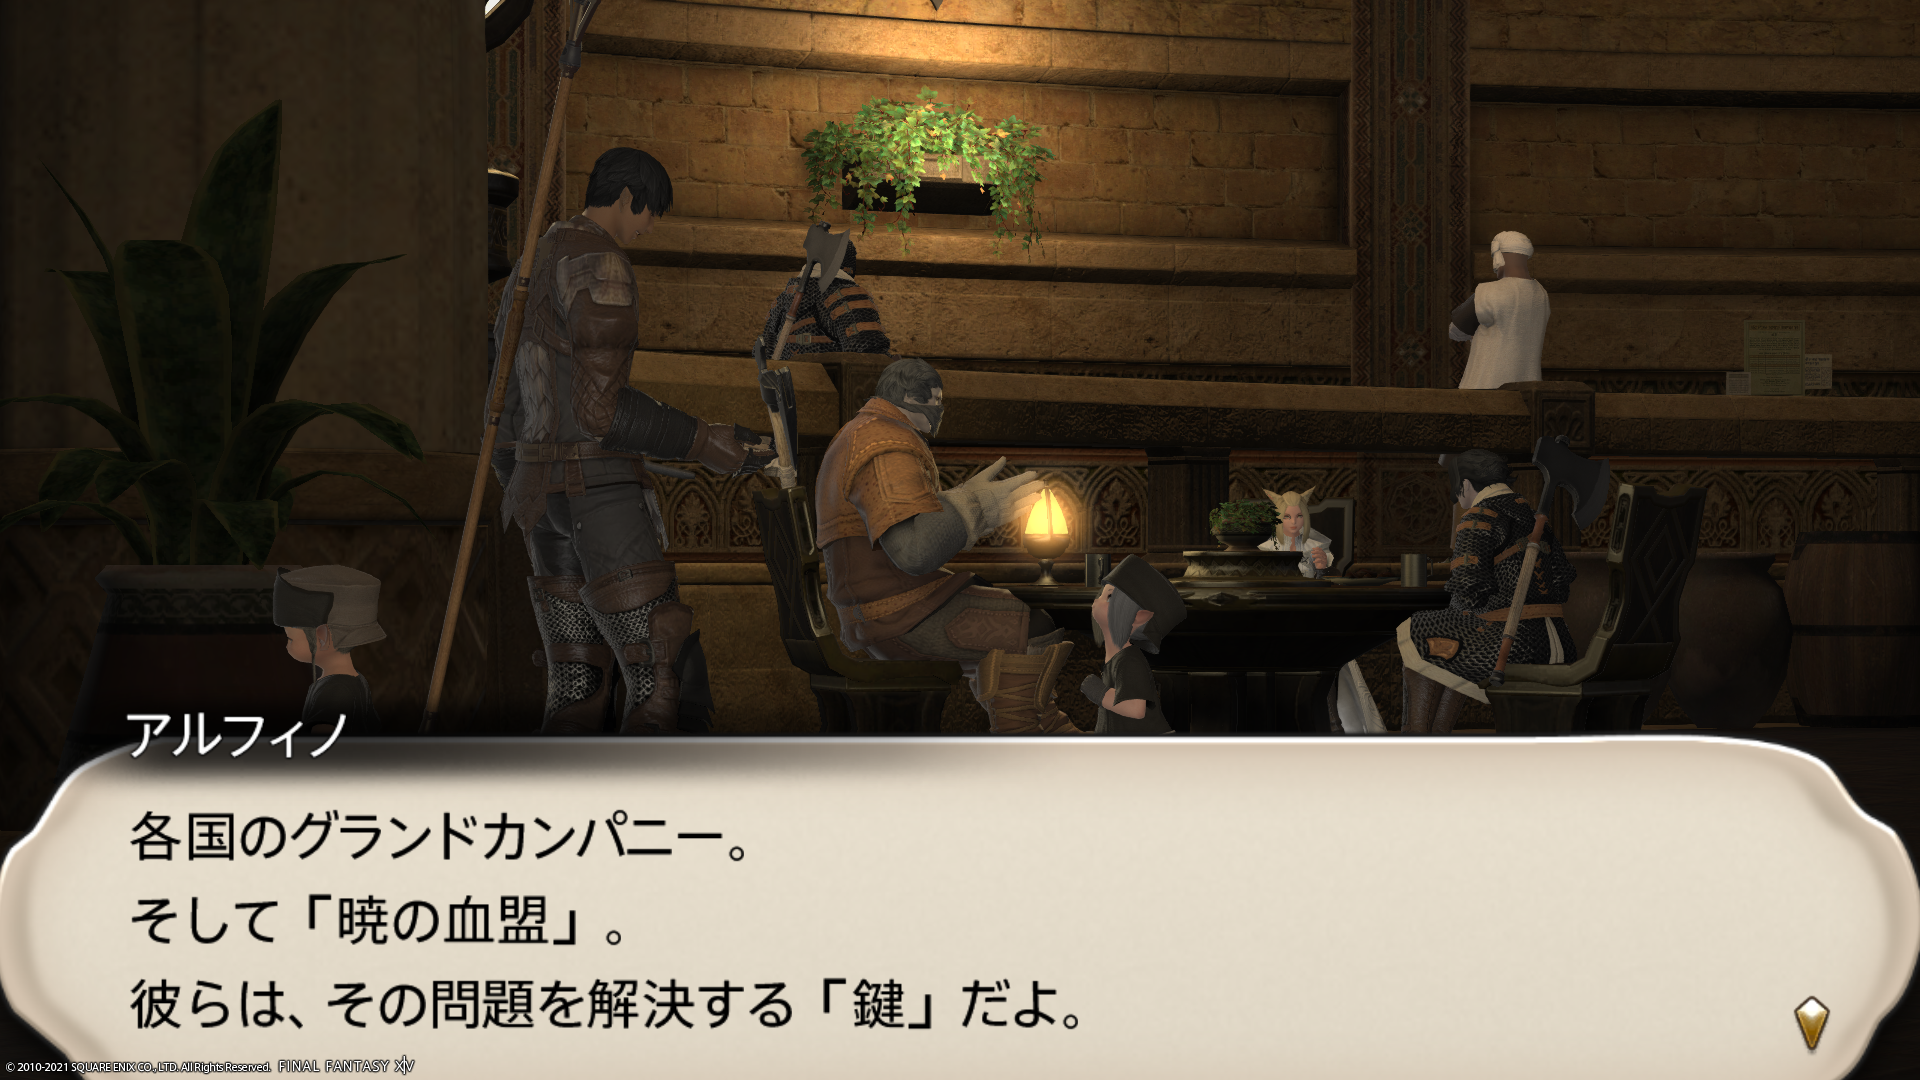 アルフィノ
各国のグランドカンパニー。
そして「暁の血盟」。
彼らは、その問題を解決する「鍵」だよ。
© 2010-2021 SQUARE ENIX CO., LTD. All Rights Reserved. FINAL FANTASY XIV